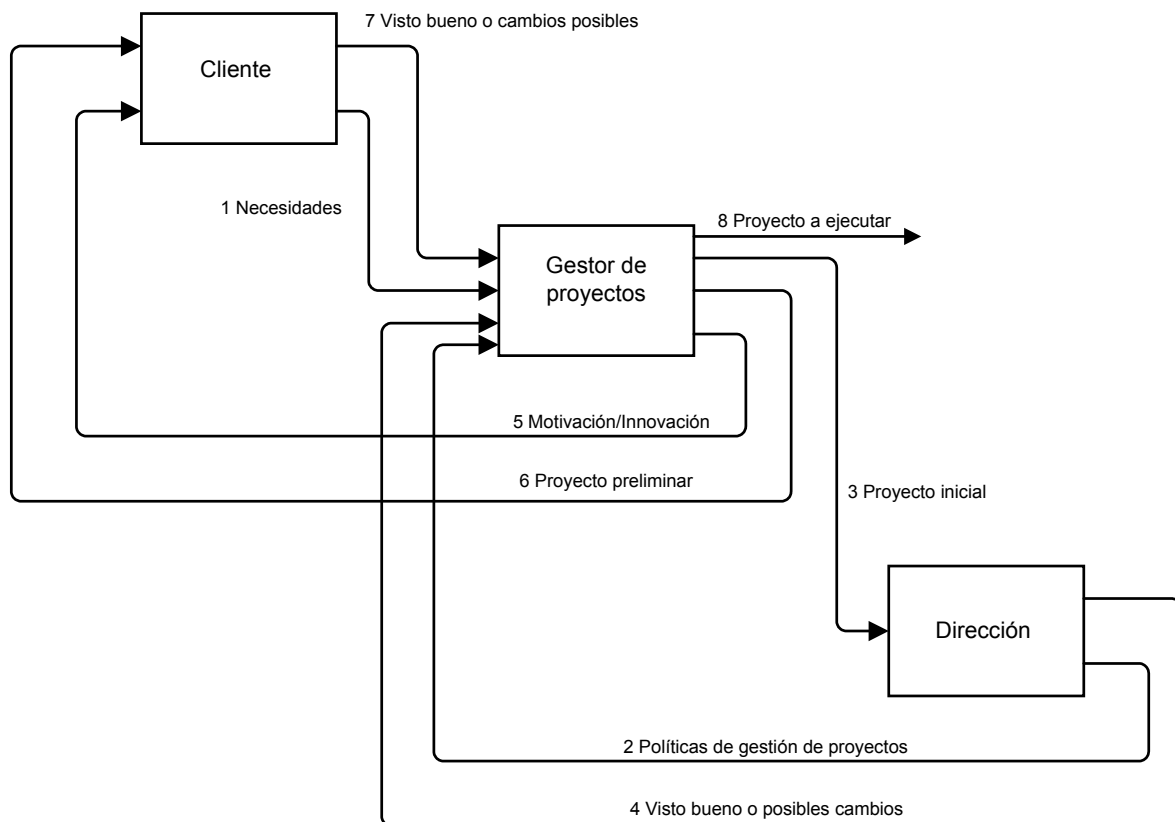 7 Visto bueno o cambios posibles
Cliente
1 Necesidades
8 Proyecto a ejecutar
Gestor de
proyectos
5 Motivación/Innovación
6 Proyecto preliminar
3 Proyecto inicial
Dirección
2 Políticas de gestión de proyectos
4 Visto bueno o posibles cambios